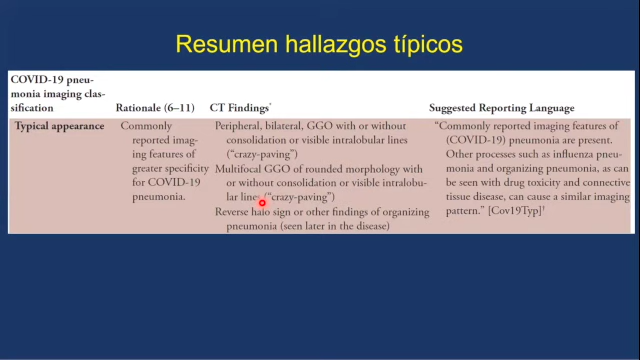 Resumen hallazgos típicos
COVID-19 pneu-
monia imaging clas-
sification
Rationale (6–11)
CT Findings*
Suggested Reporting Language
Typical appearance
Commonly
reported imag-
ing features of
greater specificity
for COVID-19
pneumonia.
Peripheral, bilateral, GGO with or without
consolidation or visible intralobular lines
(“crazy-paving”)
Multifocal GGO of rounded morphology with
or without consolidation or visible intralobu-
lar lines (“crazy-paving”)
Reverse halo sign or other findings of organizing
pneumonia (seen later in the disease)
“Commonly reported imaging features of
(COVID-19) pneumonia are present.
Other processes such as influenza pneu-
monia and organizing pneumonia, as can
be seen with drug toxicity and connective
tissue disease, can cause a similar imaging
pattern.” [Cov19Typ]†